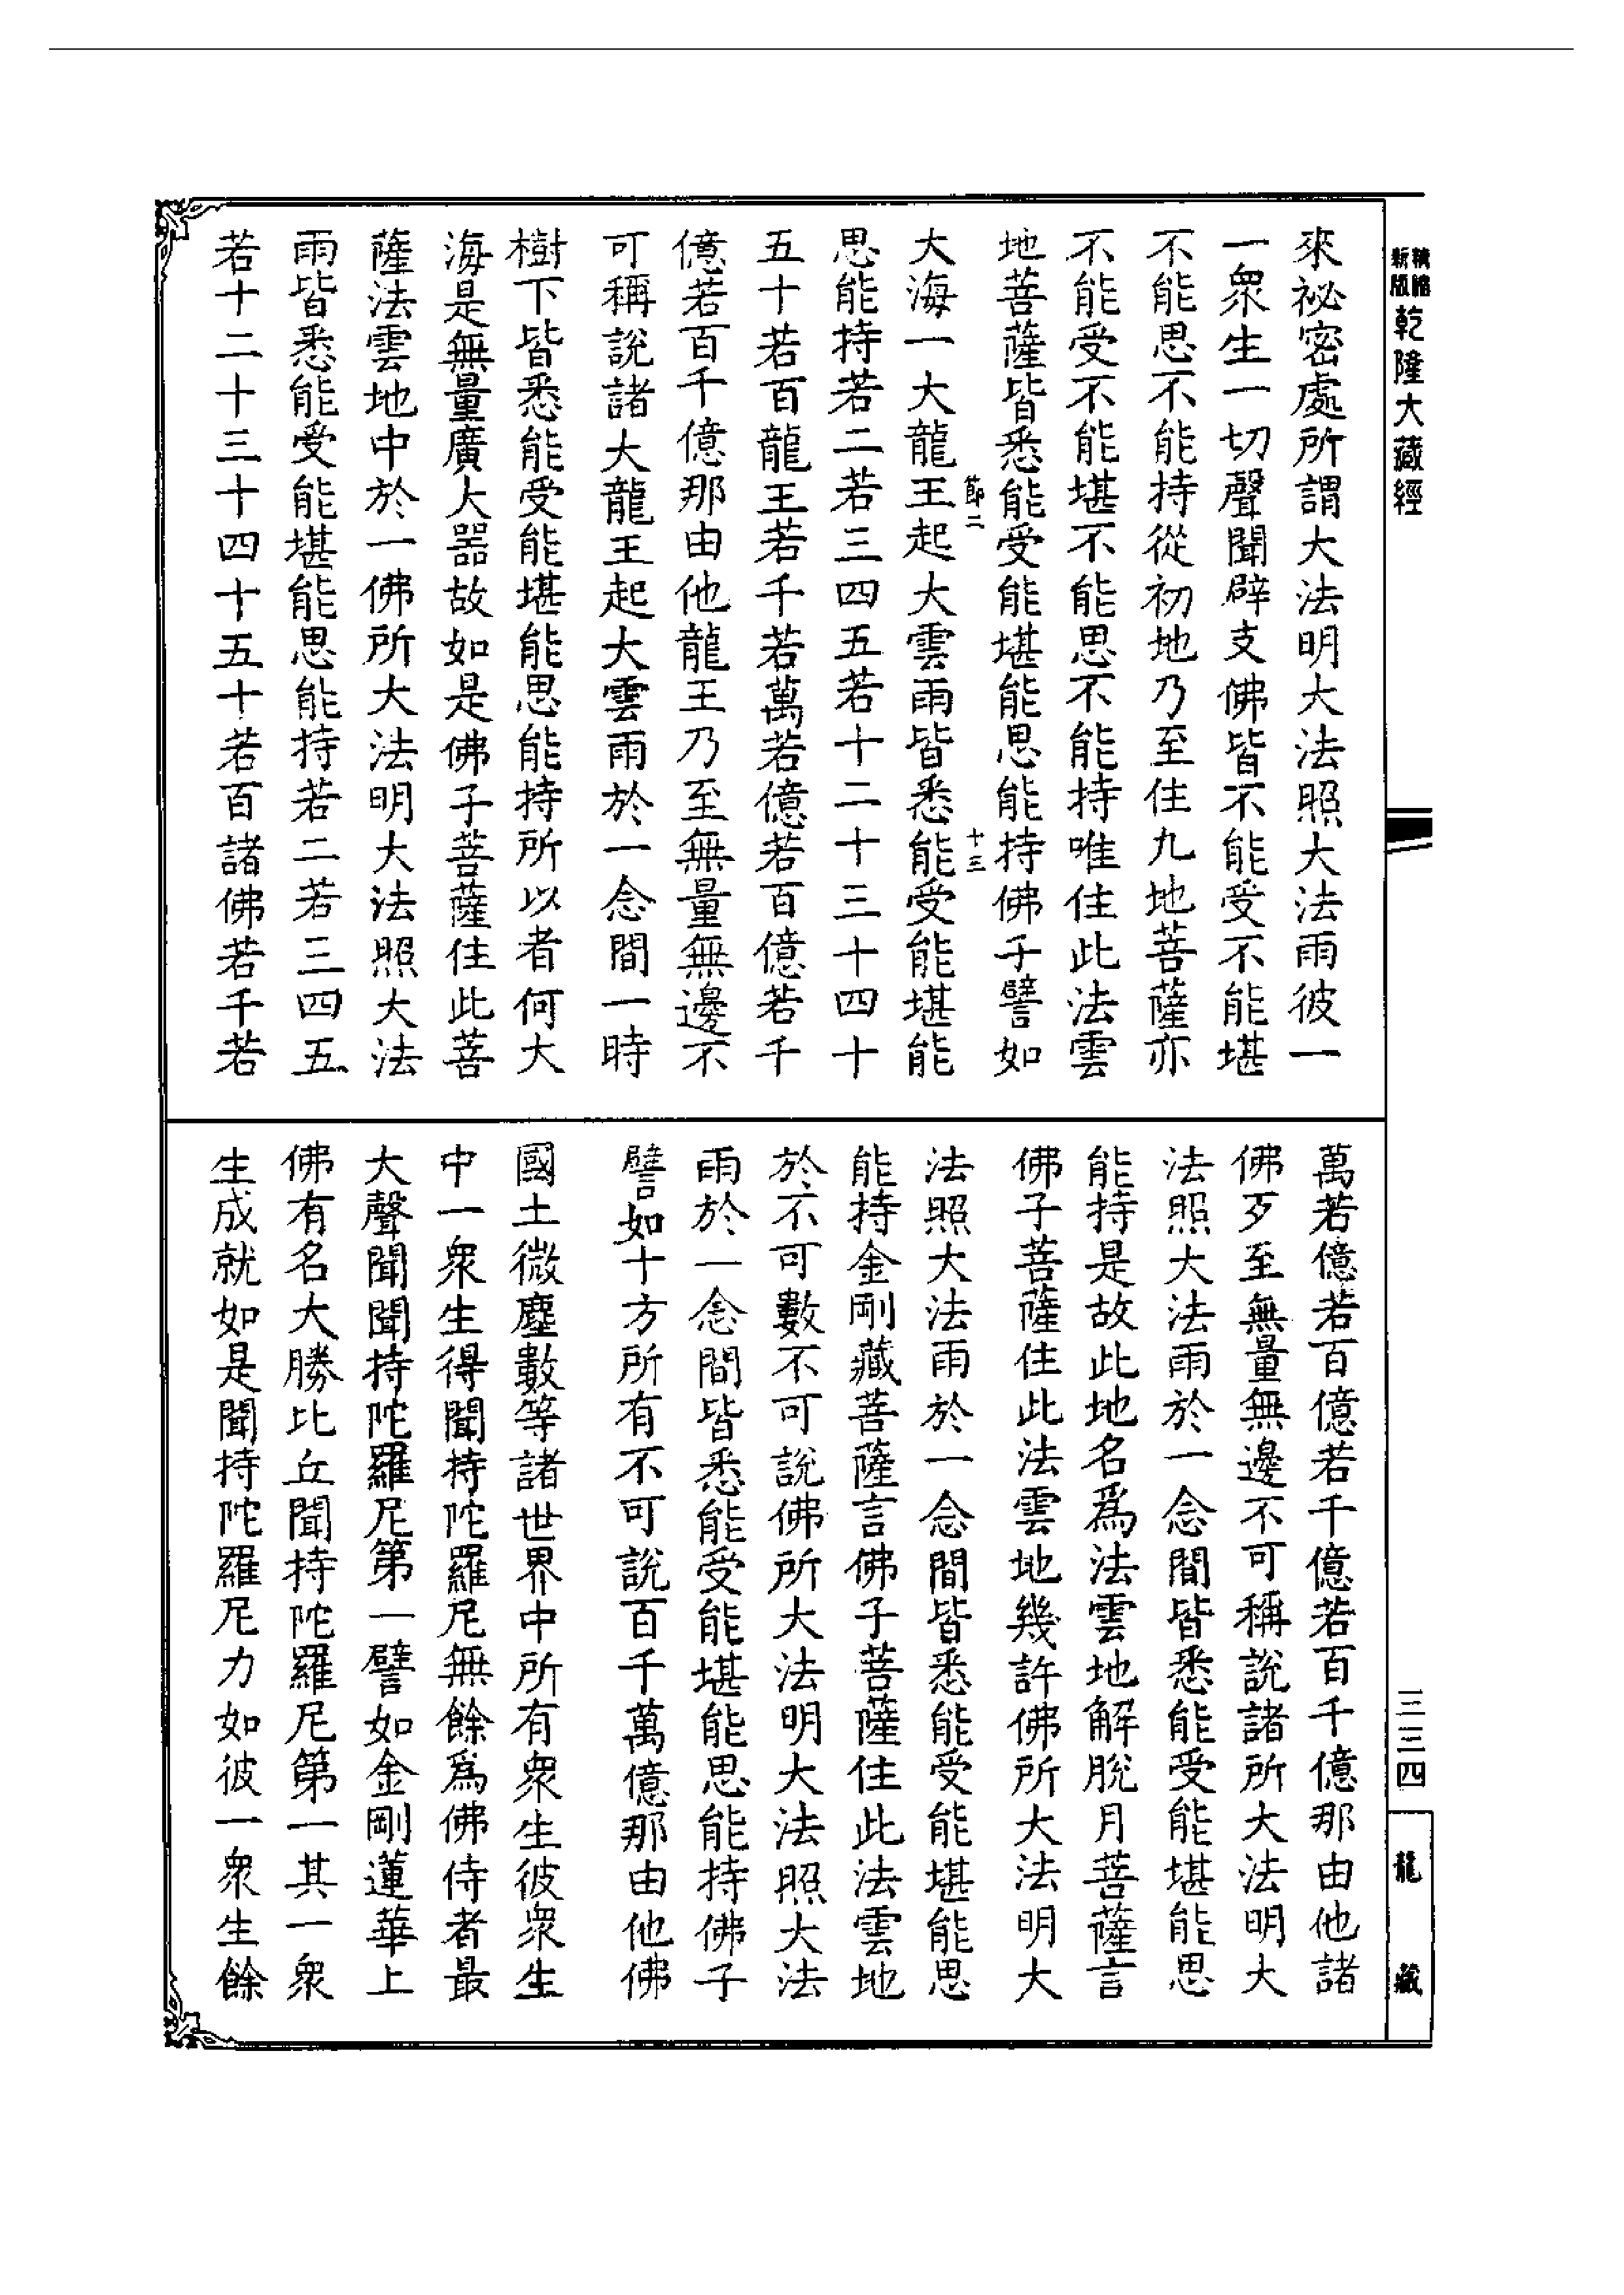 精縮
新版
乾隆大藏經
來祕密處所謂大法明大法照大法雨彼一
一衆生一切聲聞辟支佛皆不能受不能堪
不能思不能持從初地乃至住九地菩薩亦
不能受不能堪不能思不能持唯住此法雲
地菩薩皆悉能受能堪能思能持佛子譬如
節二
十三
大海一大龍王起大雲雨皆悉能受能堪能
思能持若二若三四五若十二十三十四十
五十若百龍王若千若萬若億若百億若千
億若百千億那由他龍王乃至無量無邊不
可稱說諸大龍王起大雲雨於一念間一時
樹下皆悉能受能堪能思能持所以者何大
海是無量廣大器故如是佛子菩薩住此菩
薩法雲地中於一佛所大法明大法照大法
雨皆悉能受能堪能思能持若二若三四五
若十二十三十四十五十若百諸佛若千若
萬若億若百億若千億若百千億那由他諸
佛歹至無量無邊不可稱說諸所大法明大
法照大法雨於一念間皆悉能受能堪能思
能持是故此地名爲法雲地解脫月菩薩言
佛子菩薩住此法雲地幾許佛所大法明大
法照大法雨於一念間皆悉能受能堪能思
能持金剛藏菩薩言佛子菩薩住此法雲地
於不可數不可說佛所大法明大法照大法
雨於一念間皆悉能受能堪能思能持佛子
譬如十方所有不可說百千萬億那由他佛
國土微塵數等諸世界中所有衆生彼衆生
中一衆生得聞持陀羅尼無餘爲佛侍者最
大聲聞聞持陀羅尼第一譬如金剛蓮華上
佛有名大勝比丘聞持陀羅尼第一其一衆
生成就如是聞持陀羅尼力如彼一衆生餘
三三四
龍藏